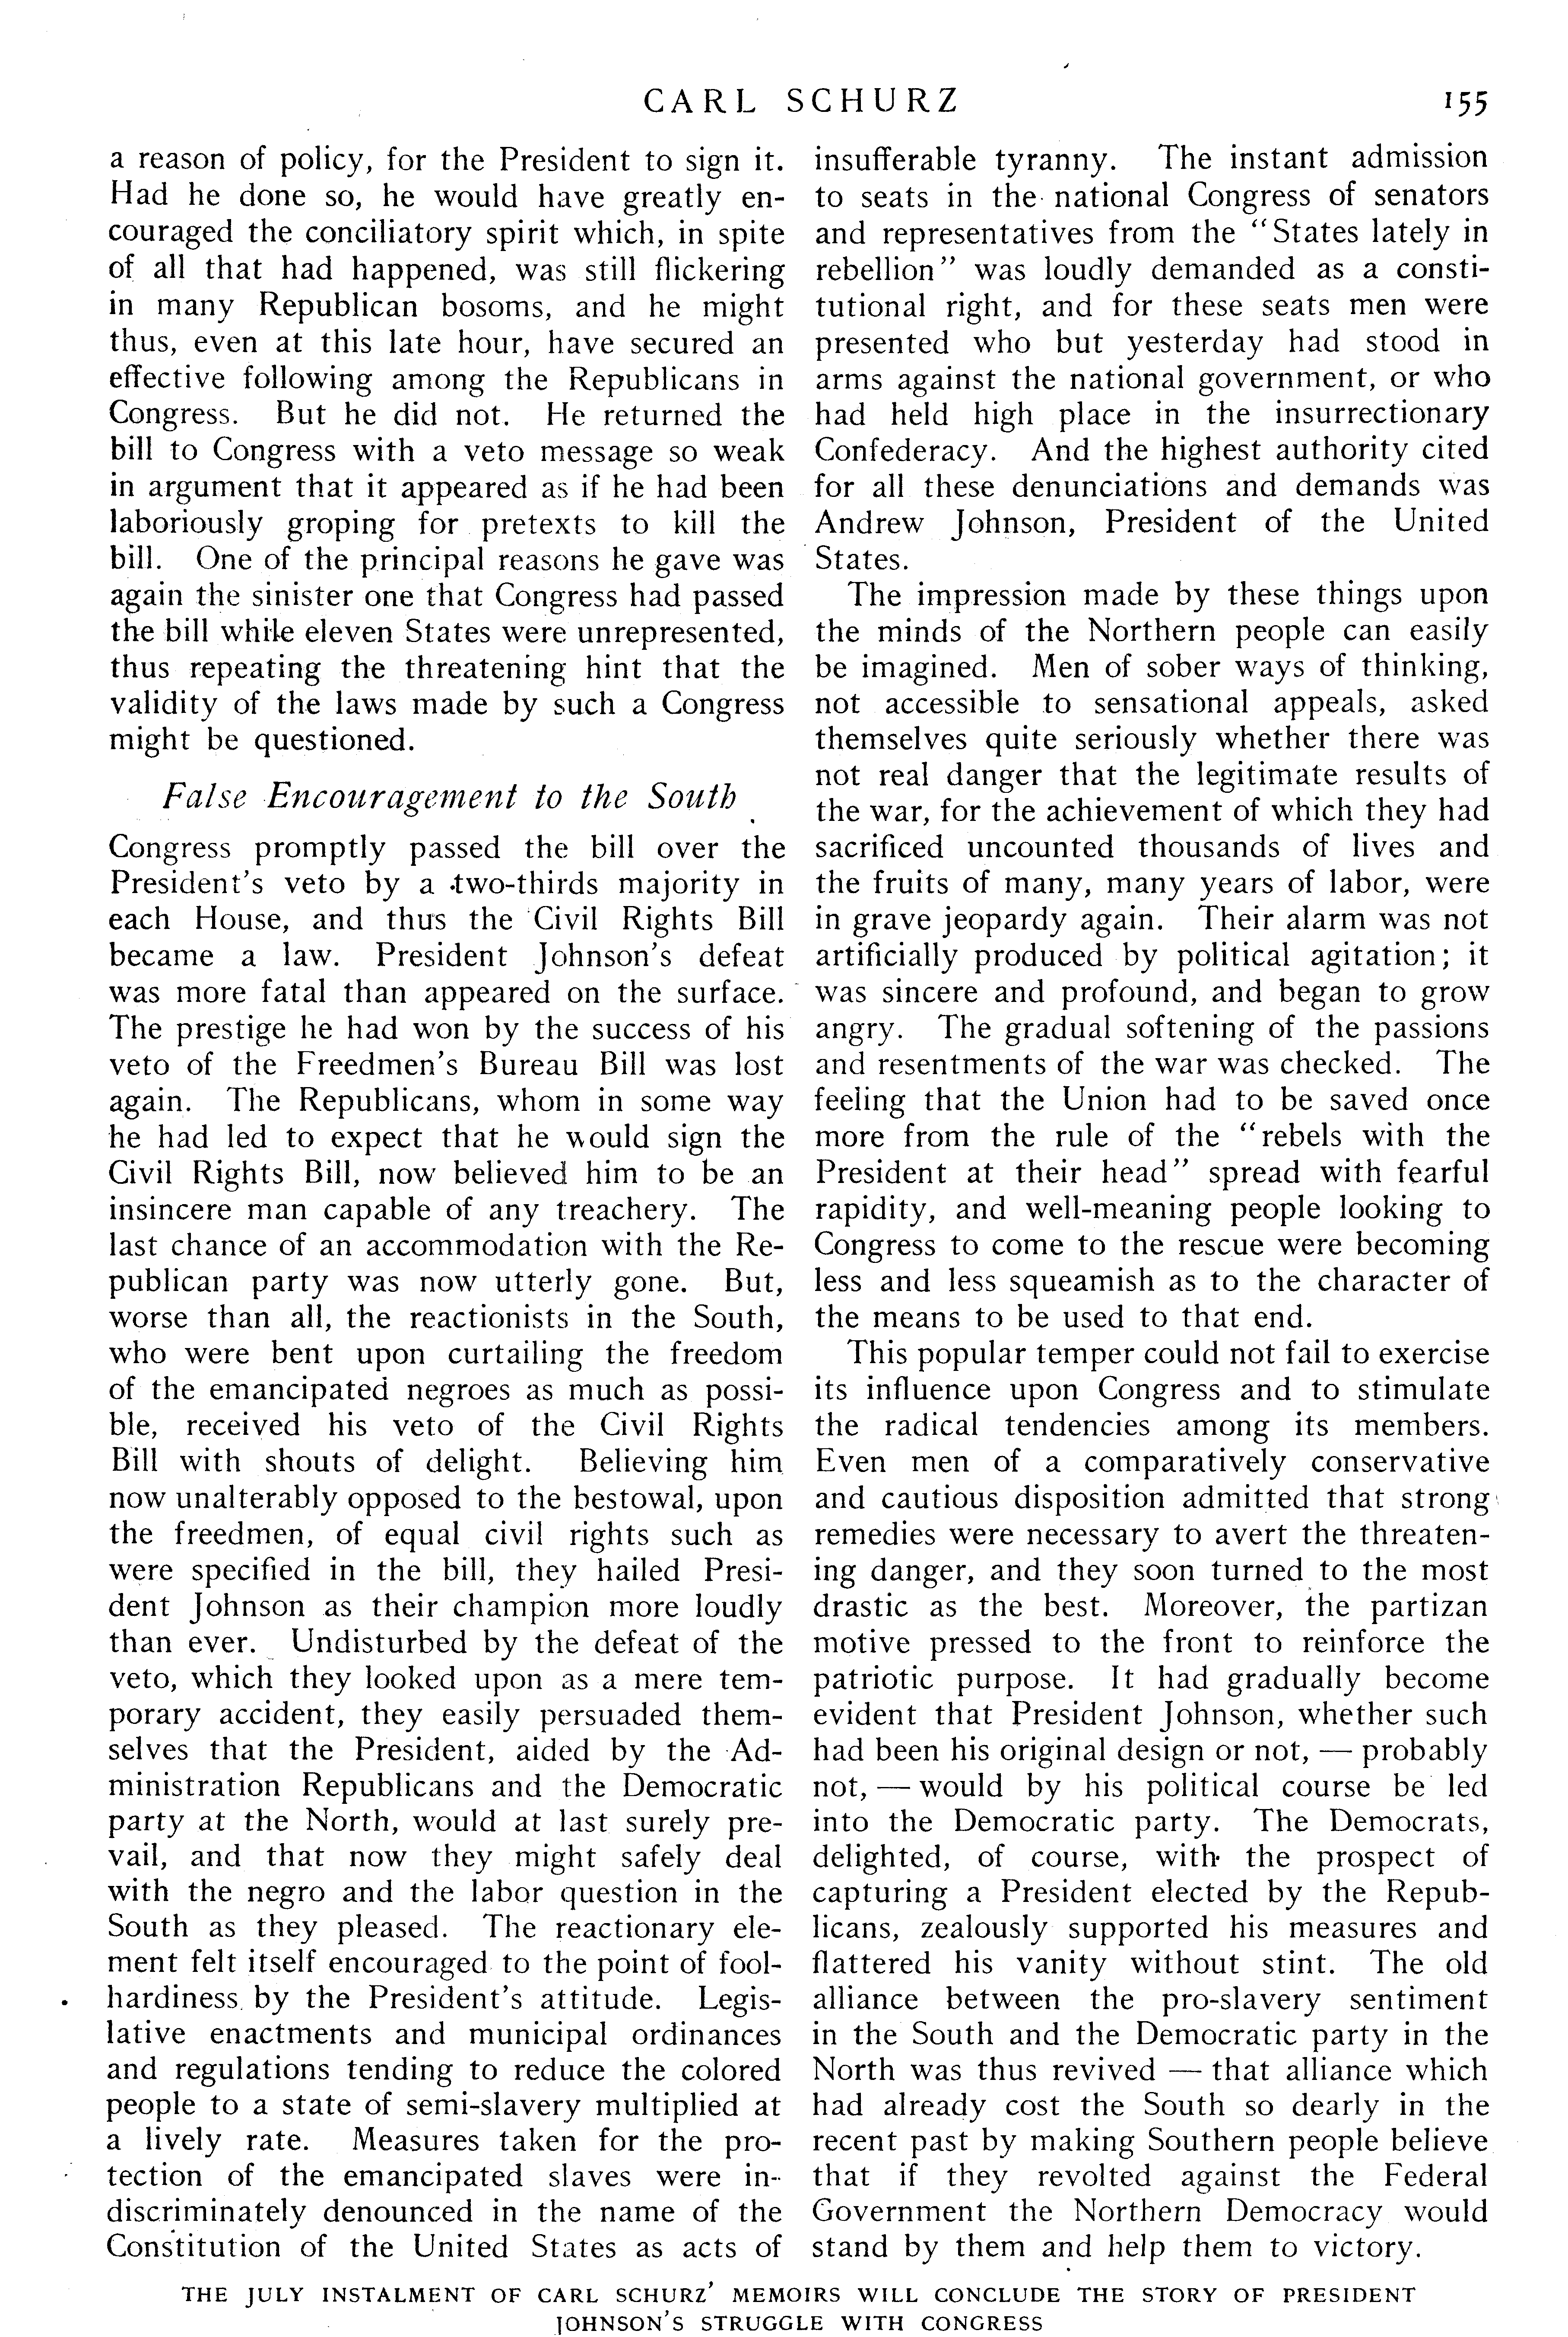 CARL SCHURZ 155
a reason of policy, for the President to sign it.
Had he done so, he would have greatly en-
couraged the conciliatory spirit which, in spite
of all that had happened, was still flickering
in many Republican bosoms, and he might
thus, even at this late hour, have secured an
effective following among the Republicans in
Congress. But he did not. He returned the
bill to Congress with a veto message so weak
in argument that it appeared as if he had been
laboriously groping for pretexts to kill the
bill. One of the principal reasons he gave was
again the sinister one that Congress had passed
the bill while eleven States were unrepresented,
thus repeating the threatening hint that the
validity of the laws made by such a Congress
might be questioned.
False Encouragement to the South
Congress promptly passed the bill over the
President's veto by a two-thirds majority in
each House, and thus the Civil Rights Bill
became a law. President Johnson's defeat
was more fatal than appeared on the surface.
The prestige he had won by the success of his
veto of the Freedmen's Bureau Bill was lost
again. The Republicans, whom in some way
he had led to expect that he would sign the
Civil Rights Bill, now believed him to be an
insincere man capable of any treachery. The
last chance of an accommodation with the Re-
publican party was now utterly gone. But,
worse than all, the reactionists in the South,
who were bent upon curtailing the freedom
of the emancipated negroes as much as possi-
ble, received his veto of the Civil Rights
Bill with shouts of delight. Believing him
now unalterably opposed to the bestowal, upon
the freedmen, of equal civil rights such as
were specified in the bill, they hailed Presi-
dent Johnson as their champion more loudly
than ever. Undisturbed by the defeat of the
veto, which they looked upon as a mere tem-
porary accident, they easily persuaded them-
selves that the President, aided by the Ad-
ministration Republicans and the Democratic
party at the North, would at last surely pre-
vail, and that now they might safely deal
with the negro and the labor question in the
South as they pleased. The reactionary ele-
ment felt itself encouraged to the point of fool-
hardiness by the President's attitude. Legis-
lative enactments and municipal ordinances
and regulations tending to reduce the colored
people to a state of semi-slavery multiplied at
a lively rate. Measures taken for the pro-
tection of the emancipated slaves were in-
discriminately denounced in the name of the
Constitution of the United States as acts of
insufferable tyranny. The instant admission
to seats in the national Congress of senators
and representatives from the "States lately in
rebellion" was loudly demanded as a consti-
tutional right, and for these seats men were
presented who but yesterday had stood in
arms against the national government, or who
had held high place in the insurrectionary
Confederacy. And the highest authority cited
for all these denunciations and demands was
Andrew Johnson, President of the United
States.
The impression made by these things upon
the minds of the Northern people can easily
be imagined. Men of sober ways of thinking,
not accessible to sensational appeals, asked
themselves quite seriously whether there was
not real danger that the legitimate results of
the war, for the achievement of which they had
sacrificed uncounted thousands of lives and
the fruits of many, many years of labor, were
in grave jeopardy again. Their alarm was not
artificially produced by political agitation; it
was sincere and profound, and began to grow
angry. The gradual softening of the passions
and resentments of the war was checked. The
feeling that the Union had to be saved once
more from the rule of the "rebels with the
President at their head" spread with fearful
rapidity, and well-meaning people looking to
Congress to come to the rescue were becoming
less and less squeamish as to the character of
the means to be used to that end.
This popular temper could not fail to exercise
its influence upon Congress and to stimulate
the radical tendencies among its members.
Even men of a comparatively conservative
and cautious disposition admitted that strong
remedies were necessary to avert the threaten-
ing danger, and they soon turned to the most
drastic as the best. Moreover, the partizan
motive pressed to the front to reinforce the
patriotic purpose. It had gradually become
evident that President Johnson, whether such
had been his original design or not, — probably
not, — would by his political course be led
into the Democratic party. The Democrats,
delighted, of course, with the prospect of
capturing a President elected by the Repub-
licans, zealously supported his measures and
flattered his vanity without stint. The old
alliance between the pro-slavery sentiment
in the South and the Democratic party in the
North was thus revived — that alliance which
had already cost the South so dearly in the
recent past by making Southern people believe
that if they revolted against the Federal
Government the Northern Democracy would
stand by them and help them to victory.
THE JULY INSTALMENT OF CARL SCHURZ' MEMOIRS WILL CONCLUDE THE STORY OF PRESIDENT
JOHNSON'S STRUGGLE WITH CONGRESS